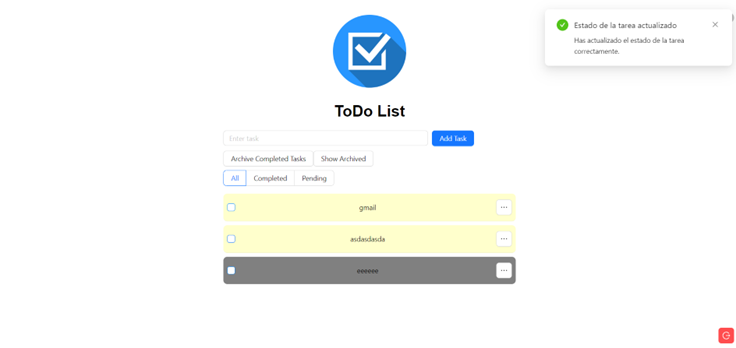 Estado de la tarea actualizado
Has actualizado el estado de la tarea
correctamente.
ToDo List
Enter task
Add Task
Archive Completed Tasks
Show Archived
All
Completed
Pending
gmail
asdasdasda
eeeeee